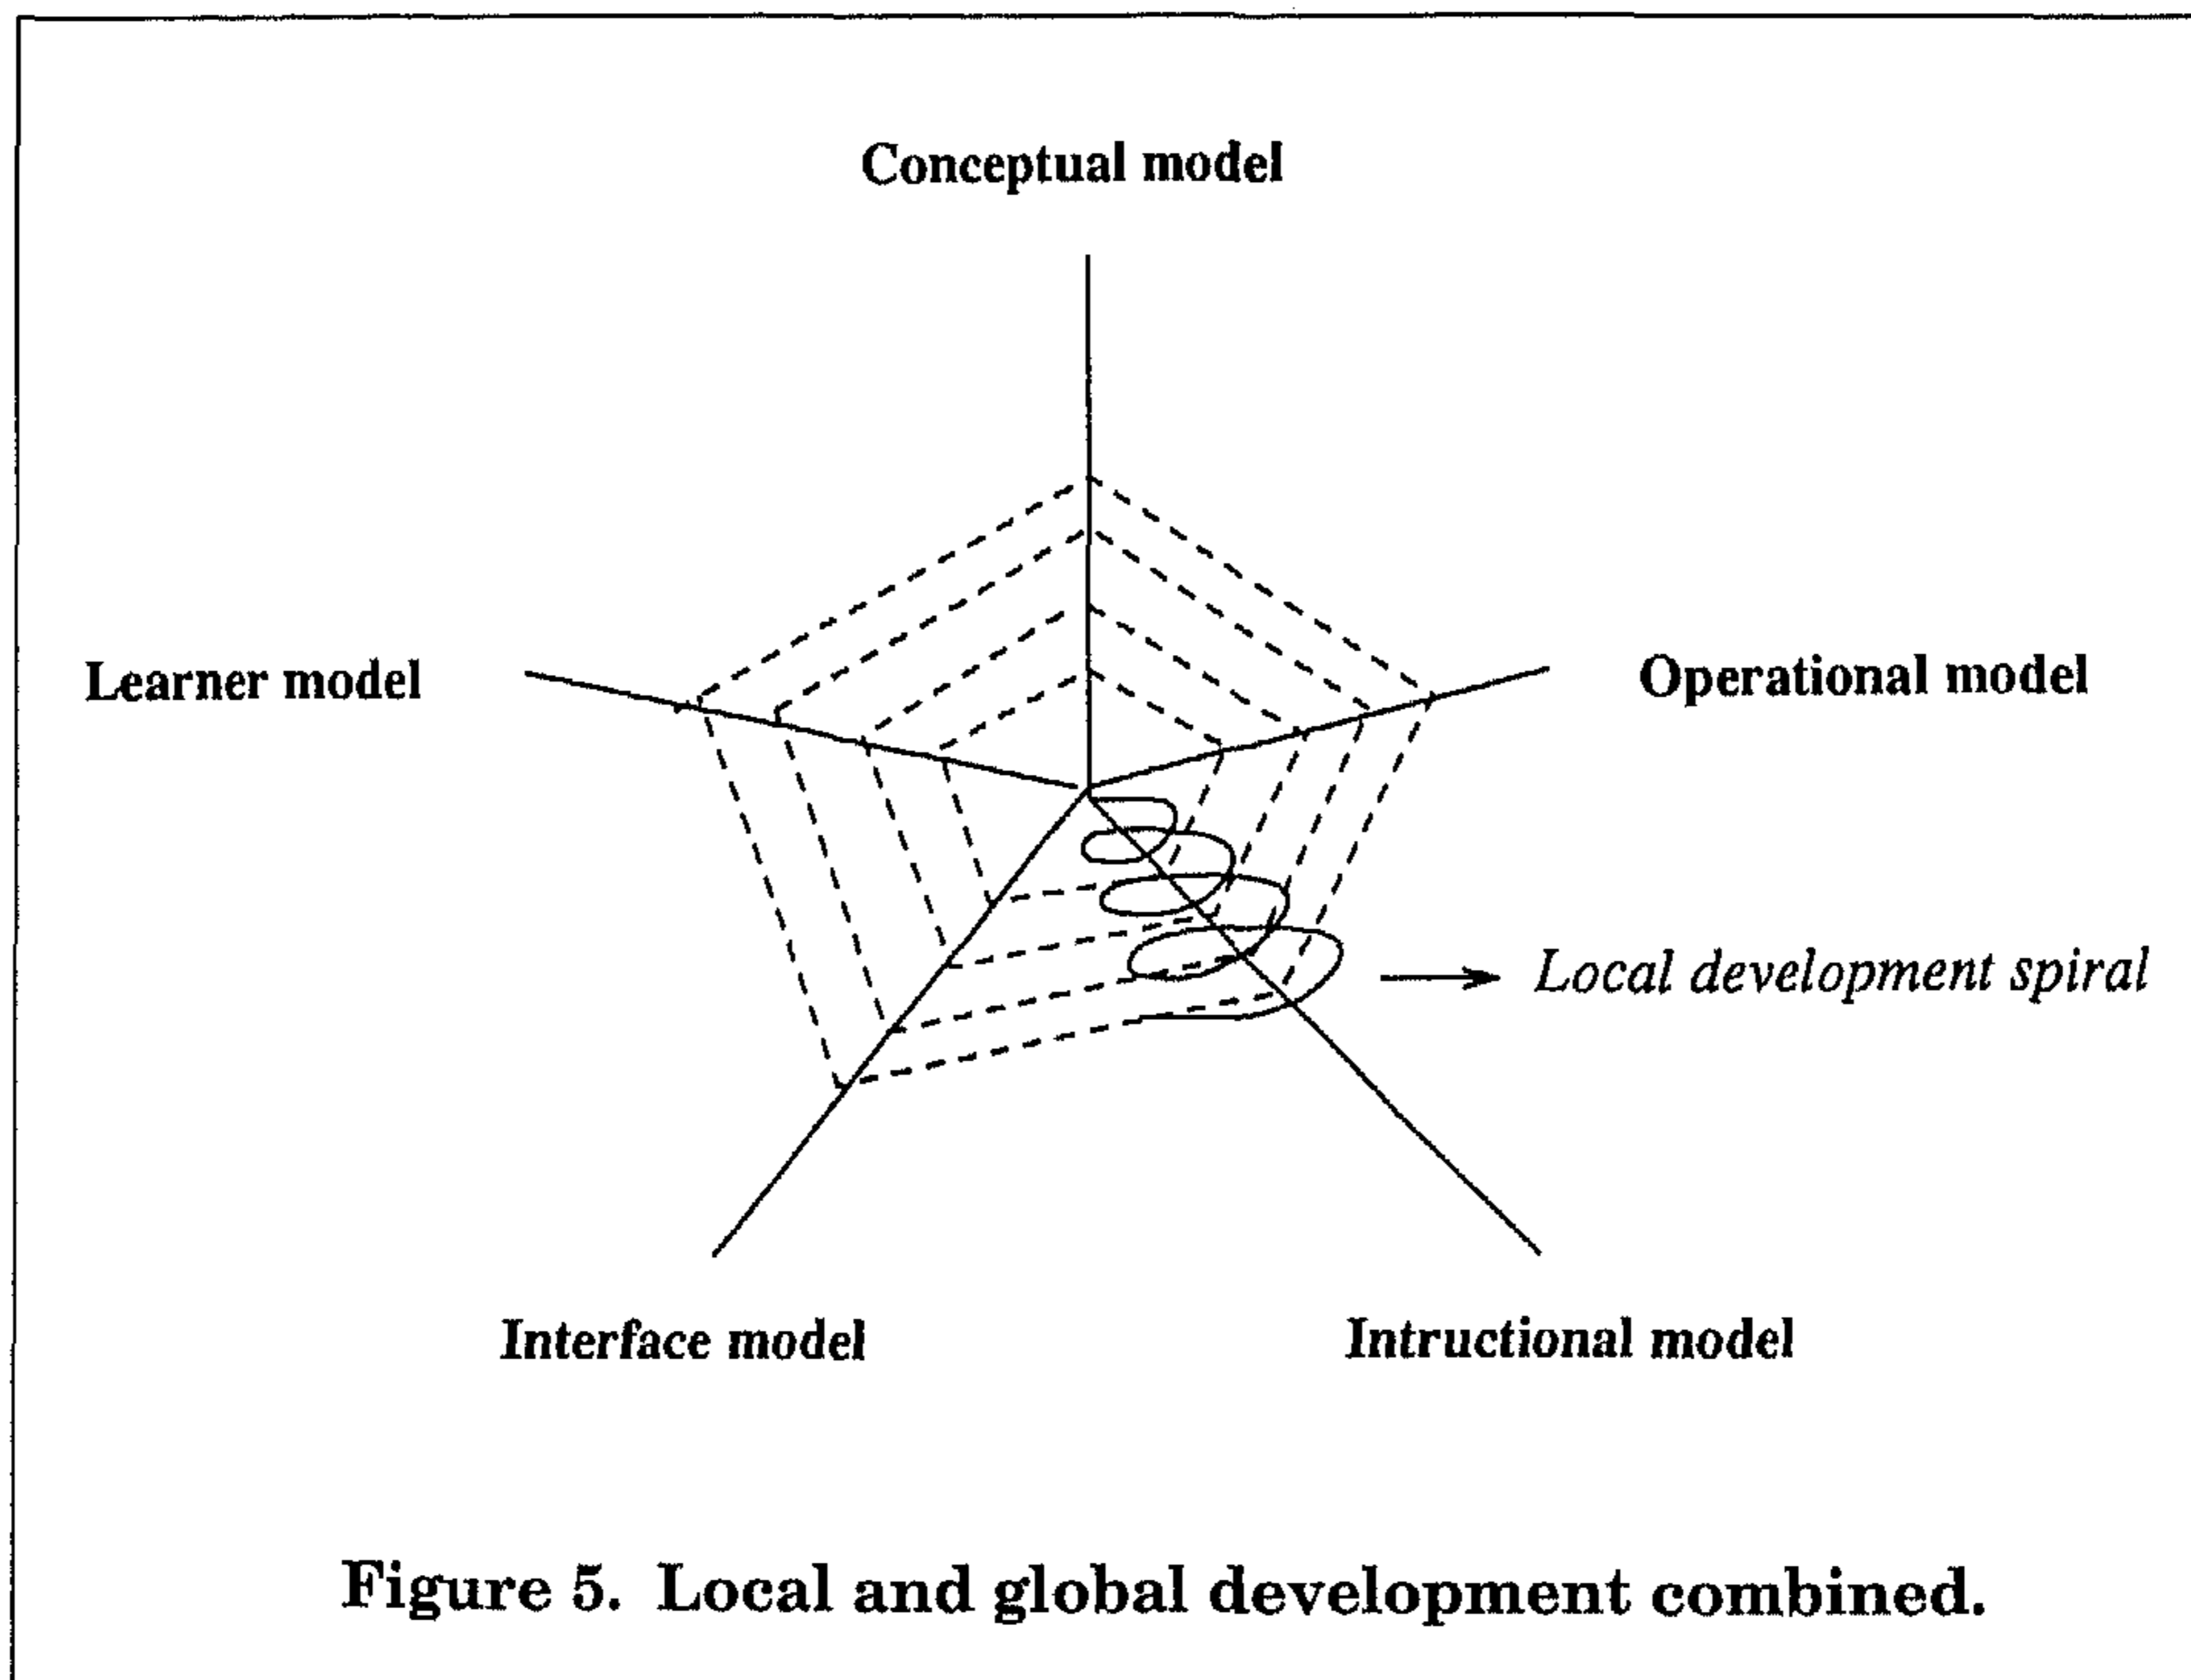 Conceptual model
Learner model
Operational model
Local development spiral
Interface model
Intructional model
Figure 5. Local and global development combined.